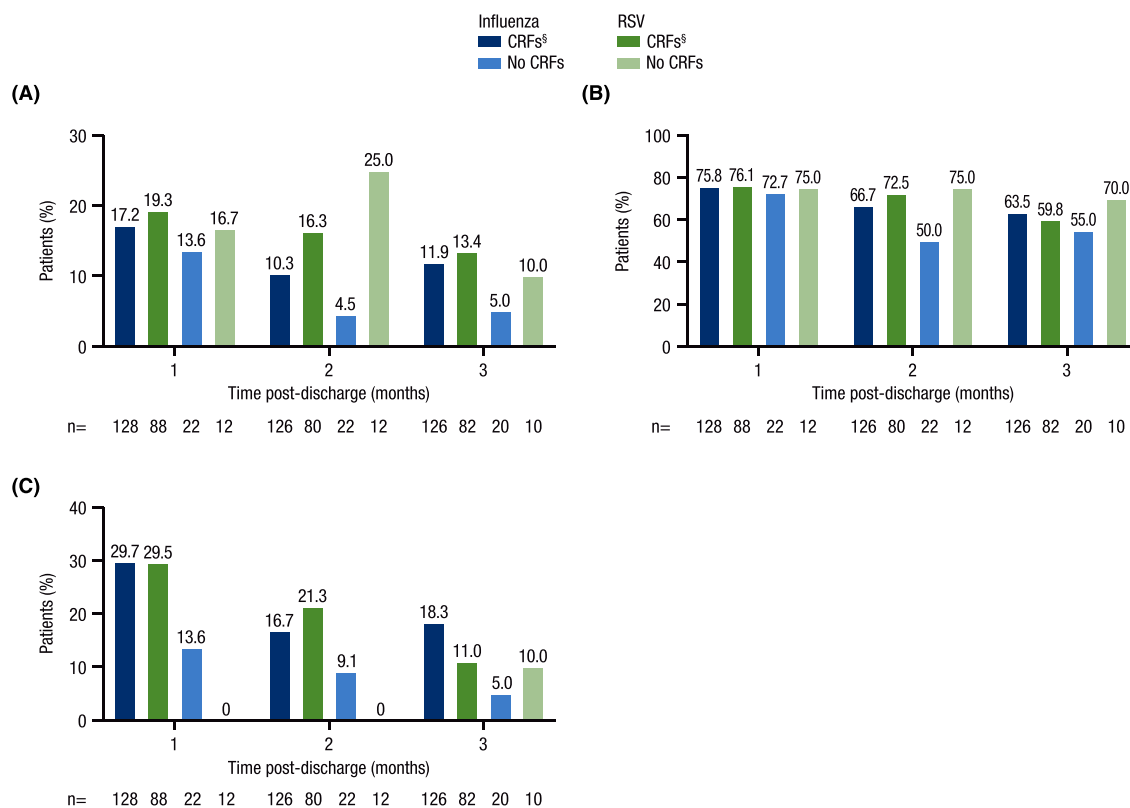 Influenza RSV
CRFs§ CRFs§
No CRFs No CRFs
(A)
30
20
10
0
Patients (%)
17.2 19.3 13.6 16.7
10.3 16.3 4.5 25.0
11.9 13.4 5.0 10.0
1 2 3
Time post-discharge (months)
n= 128 88 22 12 126 80 22 12 126 82 20 10
(B)
100
80
60
40
20
0
Patients (%)
75.8 76.1 72.7 75.0
66.7 72.5 50.0 75.0
63.5 59.8 55.0 70.0
1 2 3
Time post-discharge (months)
n= 128 88 22 12 126 80 22 12 126 82 20 10
(C)
40
30
20
10
0
Patients (%)
29.7 29.5 13.6 0
16.7 21.3 9.1 0
18.3 11.0 5.0 10.0
1 2 3
Time post-discharge (months)
n= 128 88 22 12 126 80 22 12 126 82 20 10